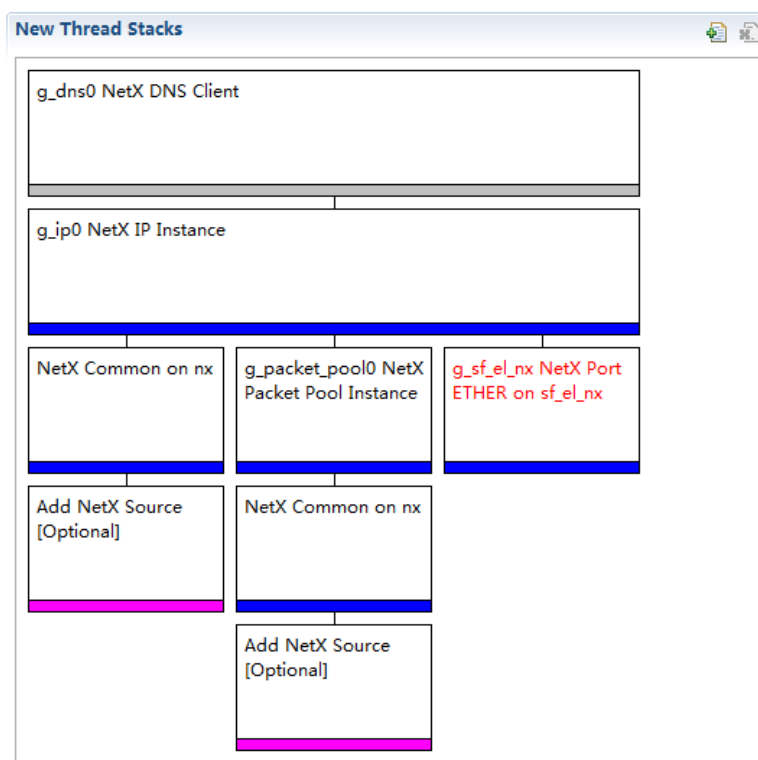 New Thread Stacks
g_dns0 NetX DNS Client
g_ip0 NetX IP Instance
NetX Common on nx
g_packet_pool0 NetX
Packet Pool Instance
g_sf_el_nx NetX Port
ETHER on sf_el_nx
Add NetX Source
[Optional]
NetX Common on nx
Add NetX Source
[Optional]